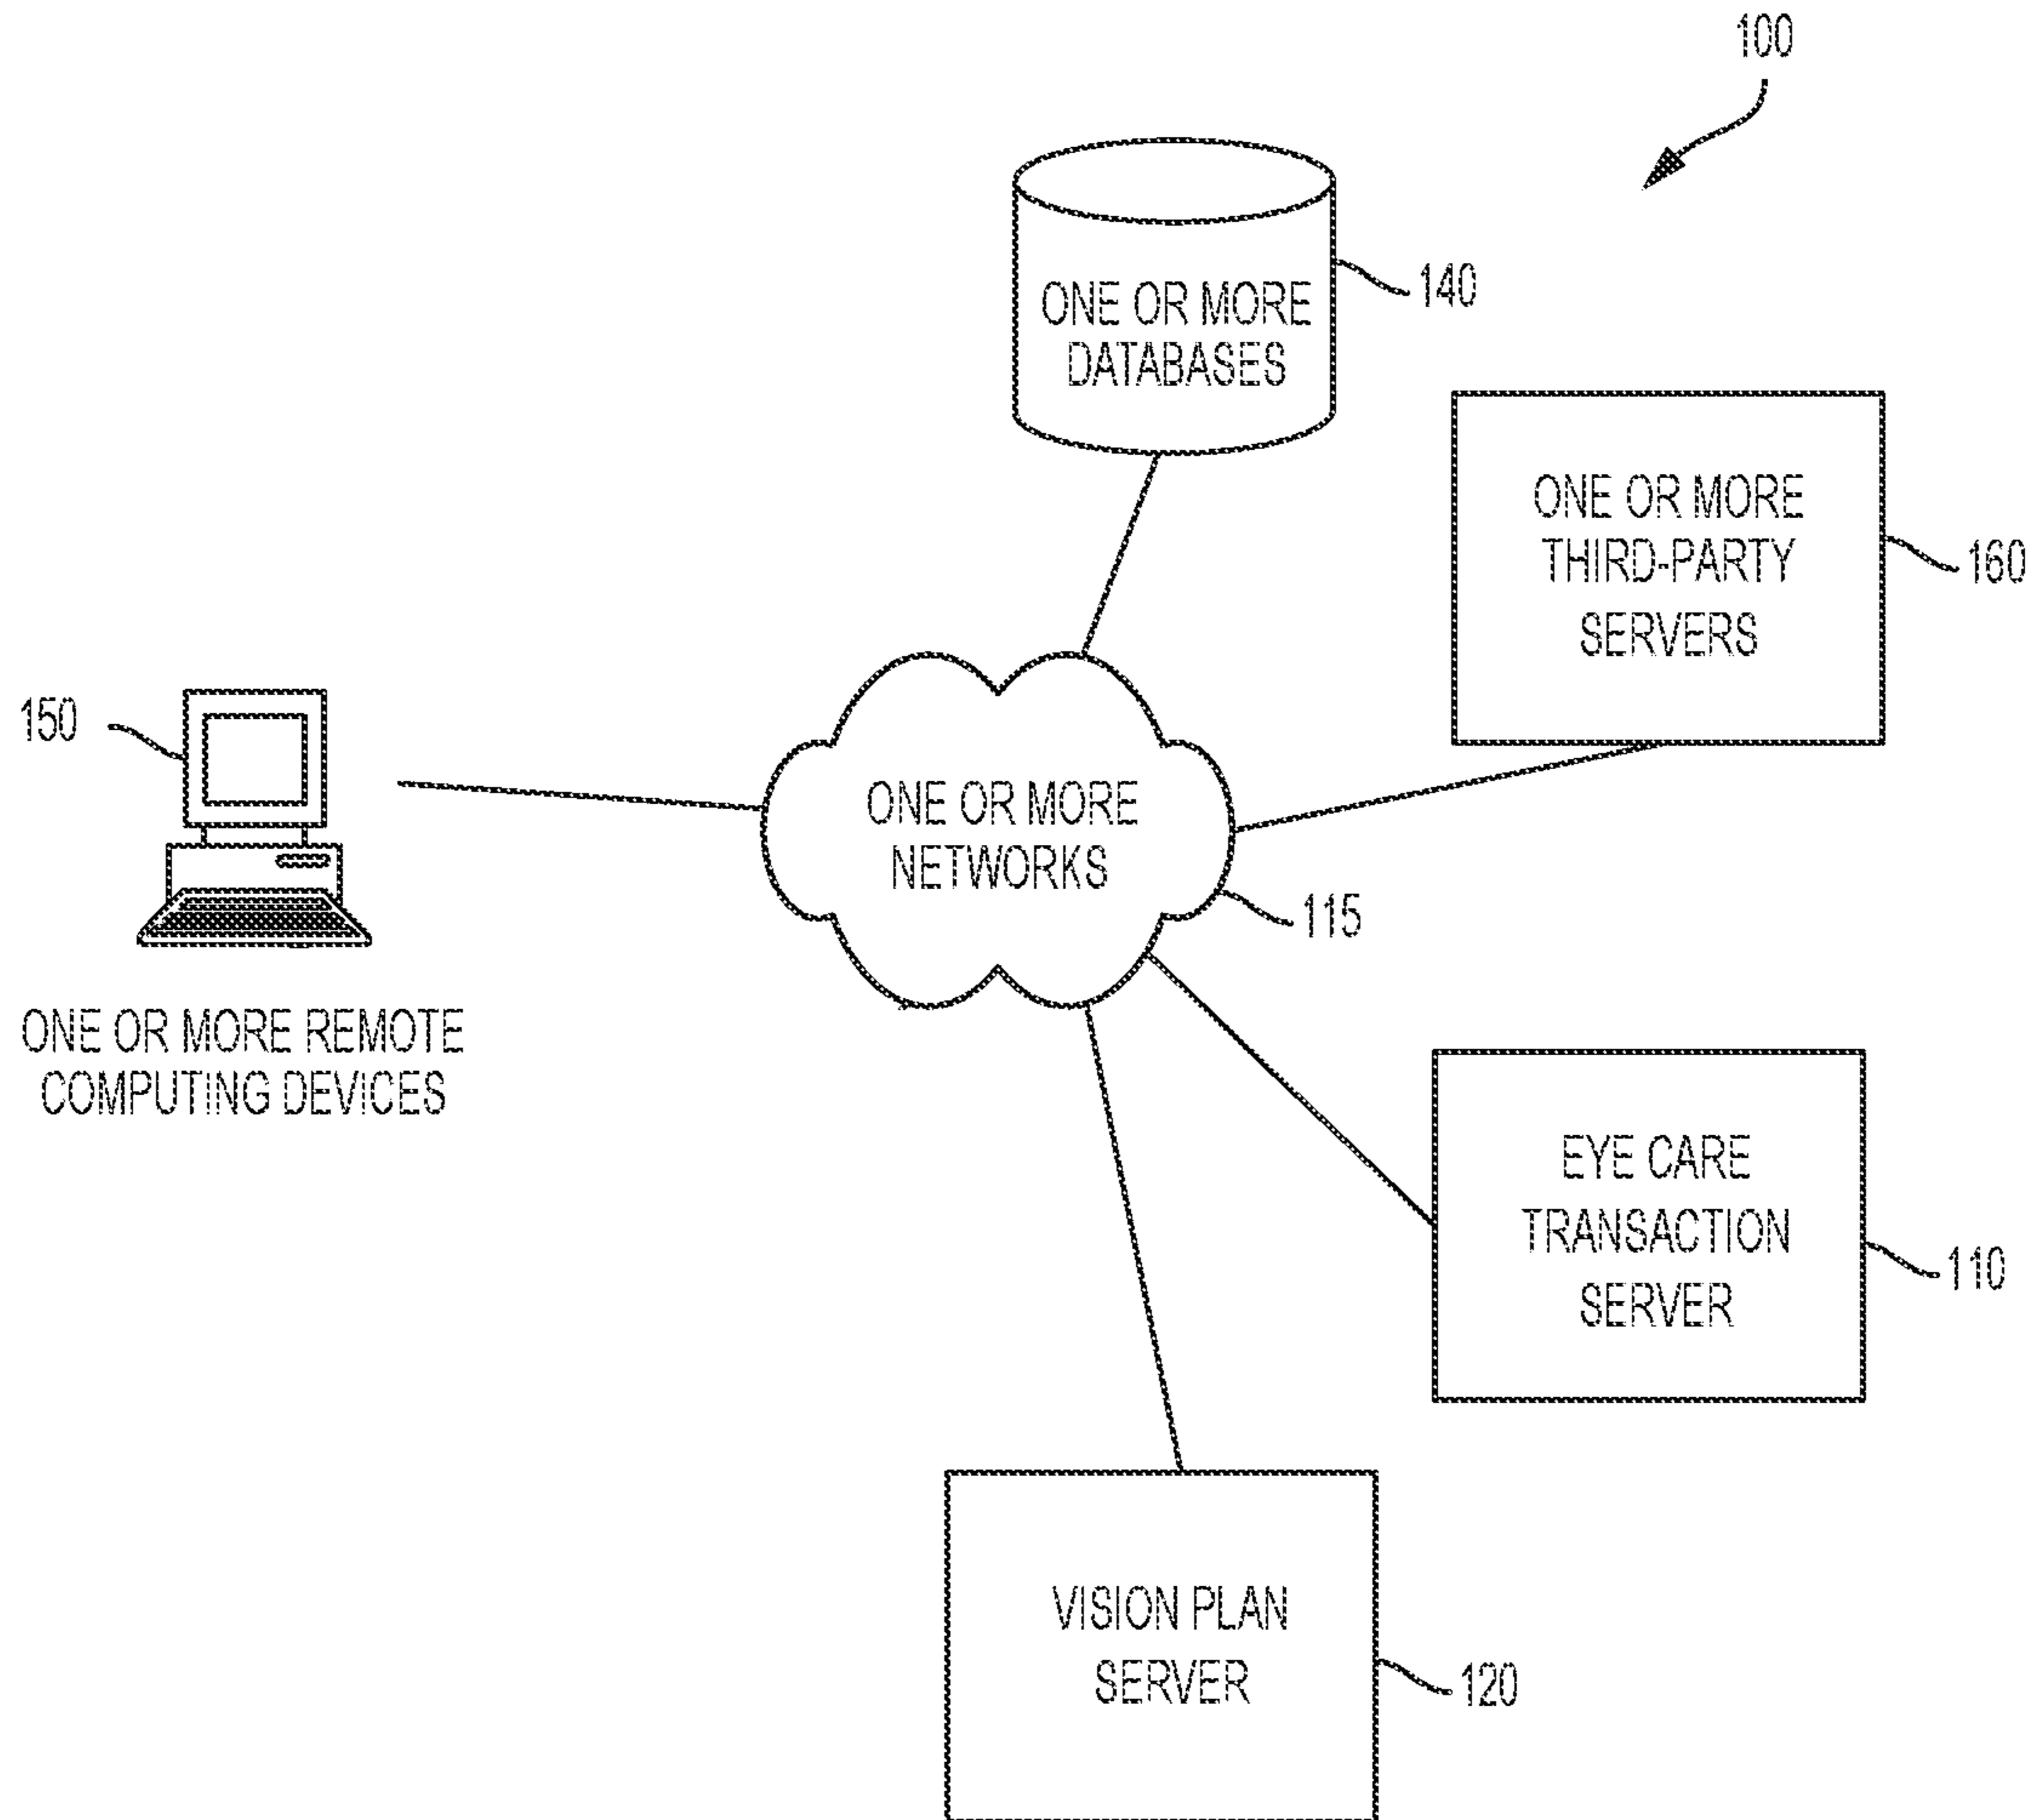 100
ONE OR MORE
DATABASES
140
ONE OR MORE
THIRD-PARTY
SERVERS
160
150
ONE OR MORE REMOTE
COMPUTING DEVICES
ONE OR MORE
NETWORKS
115
EYE CARE
TRANSACTION
SERVER
110
VISION PLAN
SERVER
120